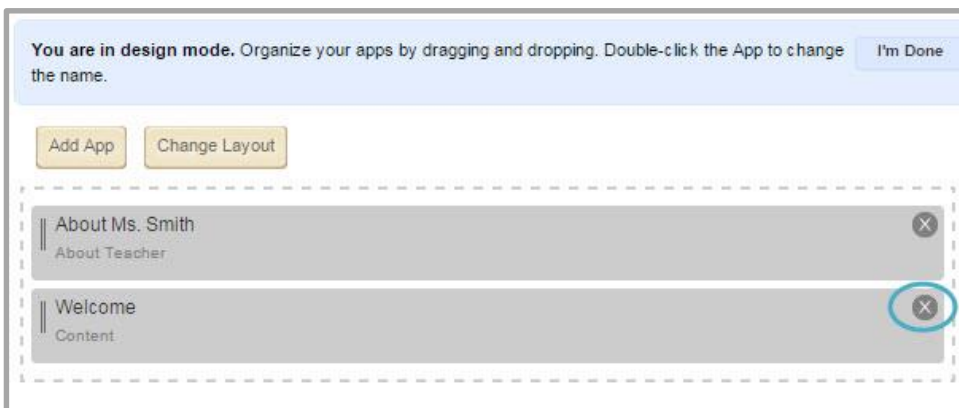 You are in design mode. Organize your apps by dragging and dropping. Double-click the App to change
the name.
I'm Done
Add App
Change Layout
About Ms. Smith
X
About Teacher
Welcome
X
Content